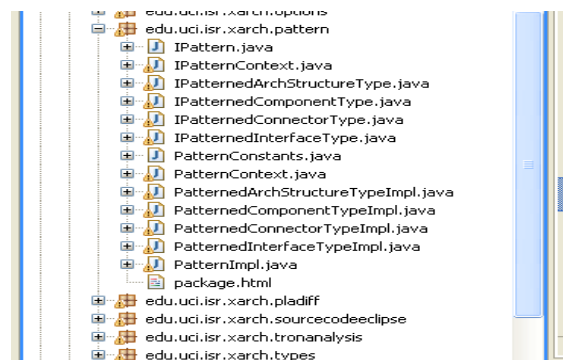 edu.uci.isr.xarch.options
edu.uci.isr.xarch.pattern
IPattern.java
IPatternContext.java
IPatternedArchStructureType.java
IPatternedComponentType.java
IPatternedConnectorType.java
IPatternedInterfaceType.java
PatternConstants.java
PatternContext.java
PatternedArchStructureTypeImpl.java
PatternedComponentTypeImpl.java
PatternedConnectorTypeImpl.java
PatternedInterfaceTypeImpl.java
PatternImpl.java
package.html
edu.uci.isr.xarch.pladiff
edu.uci.isr.xarch.sourcecodeeclipse
edu.uci.isr.xarch.tronanalysis
edu.uci.isr.xarch.types